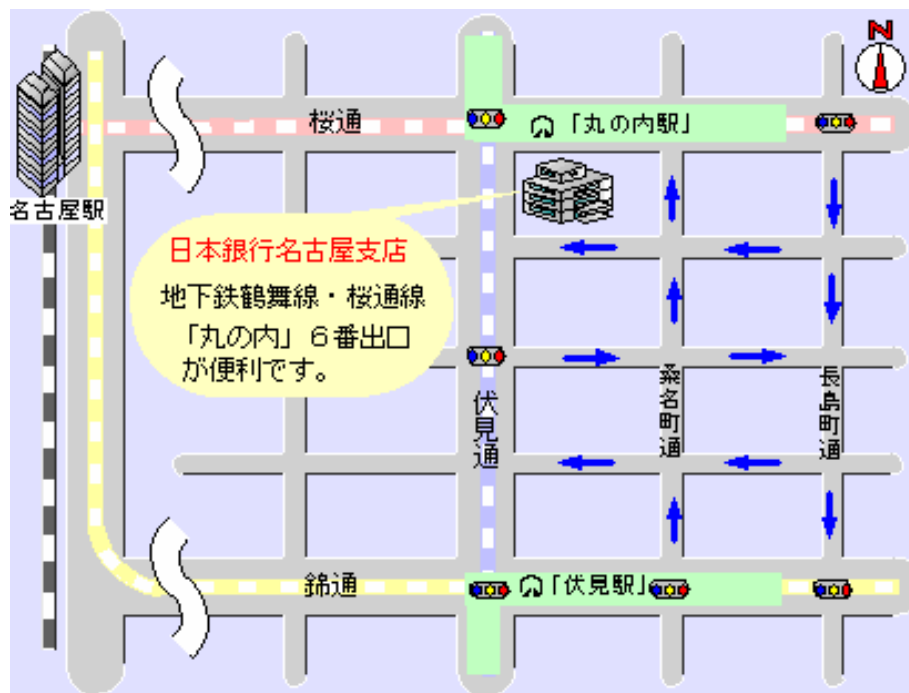 N
桜通
「丸の内駅」
名古屋駅
日本銀行名古屋支店
地下鉄鶴舞線・桜通線
「丸の内」６番出口
が便利です。
伏見通
桑名町通
長島町通
錦通
「伏見駅」